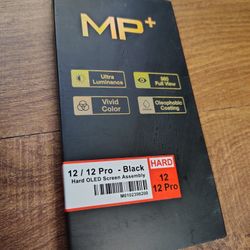 MP+
Ultra
Luminance
Full View
Vivid
Color
Oleophobic
Coating
12 / 12 Pro - Black
Hard OLED Screen Assembly
HARD
12
12 Pro